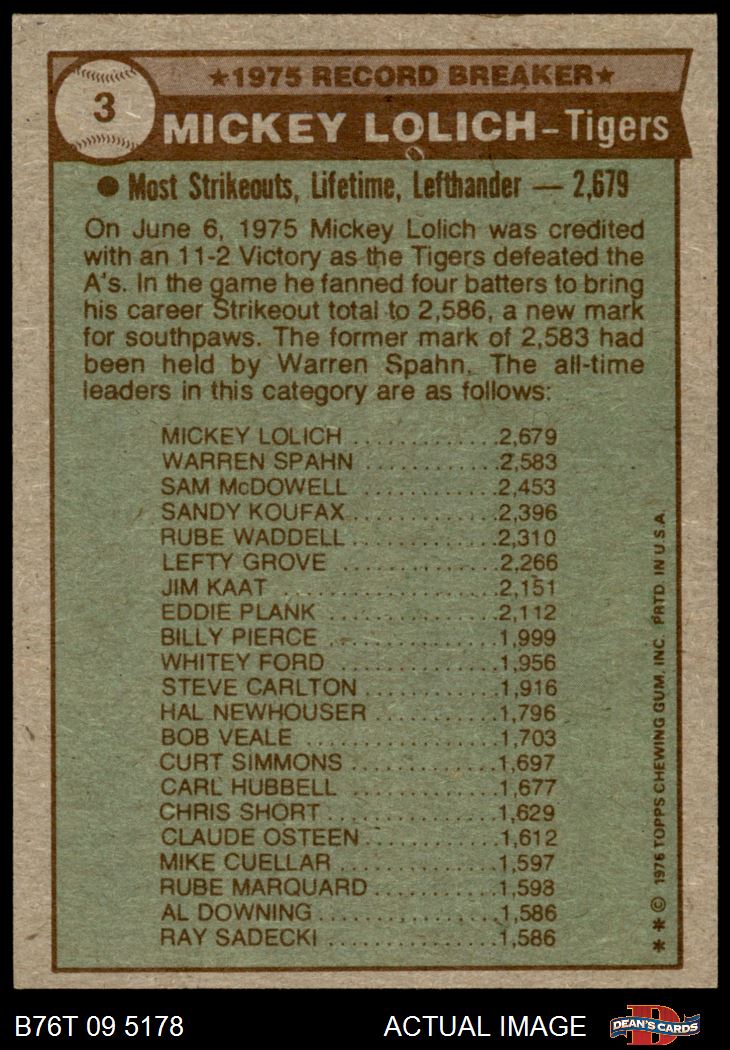 3
★1975 RECORD BREAKER★
MICKEY LOLICH–Tigers
● Most Strikeouts, Lifetime, Lefthander — 2,679
On June 6, 1975 Mickey Lolich was credited
with an 11-2 Victory as the Tigers defeated the
A's. In the game he fanned four batters to bring
his career Strikeout total to 2,586, a new mark
for southpaws. The former mark of 2,583 had
been held by Warren Spahn. The all-time
leaders in this category are as follows:
MICKEY LOLICH .............2,679
WARREN SPAHN ............2,583
SAM McDOWELL .............2,453
SANDY KOUFAX.............2,396
RUBE WADDELL.............2,310
LEFTY GROVE ..............2,266
JIM KAAT ...................2,151
EDDIE PLANK ...............2,112
BILLY PIERCE ..............1,999
WHITEY FORD ..............1,956
STEVE CARLTON ............1,916
HAL NEWHOUSER ...........1,796
BOB VEALE ................1,703
CURT SIMMONS ............1,697
CARL HUBBELL .............1,677
CHRIS SHORT ..............1,629
CLAUDE OSTEEN............1,612
MIKE CUELLAR .............1,597
RUBE MARQUARD...........1,593
AL DOWNING ...............1,586
RAY SADECKI ..............1,586
* * © 1976 TOPPS CHEWING GUM, INC. PRTD. IN U.S.A.
B76T 09 5178
ACTUAL IMAGE
D
DEAN'S CARDS